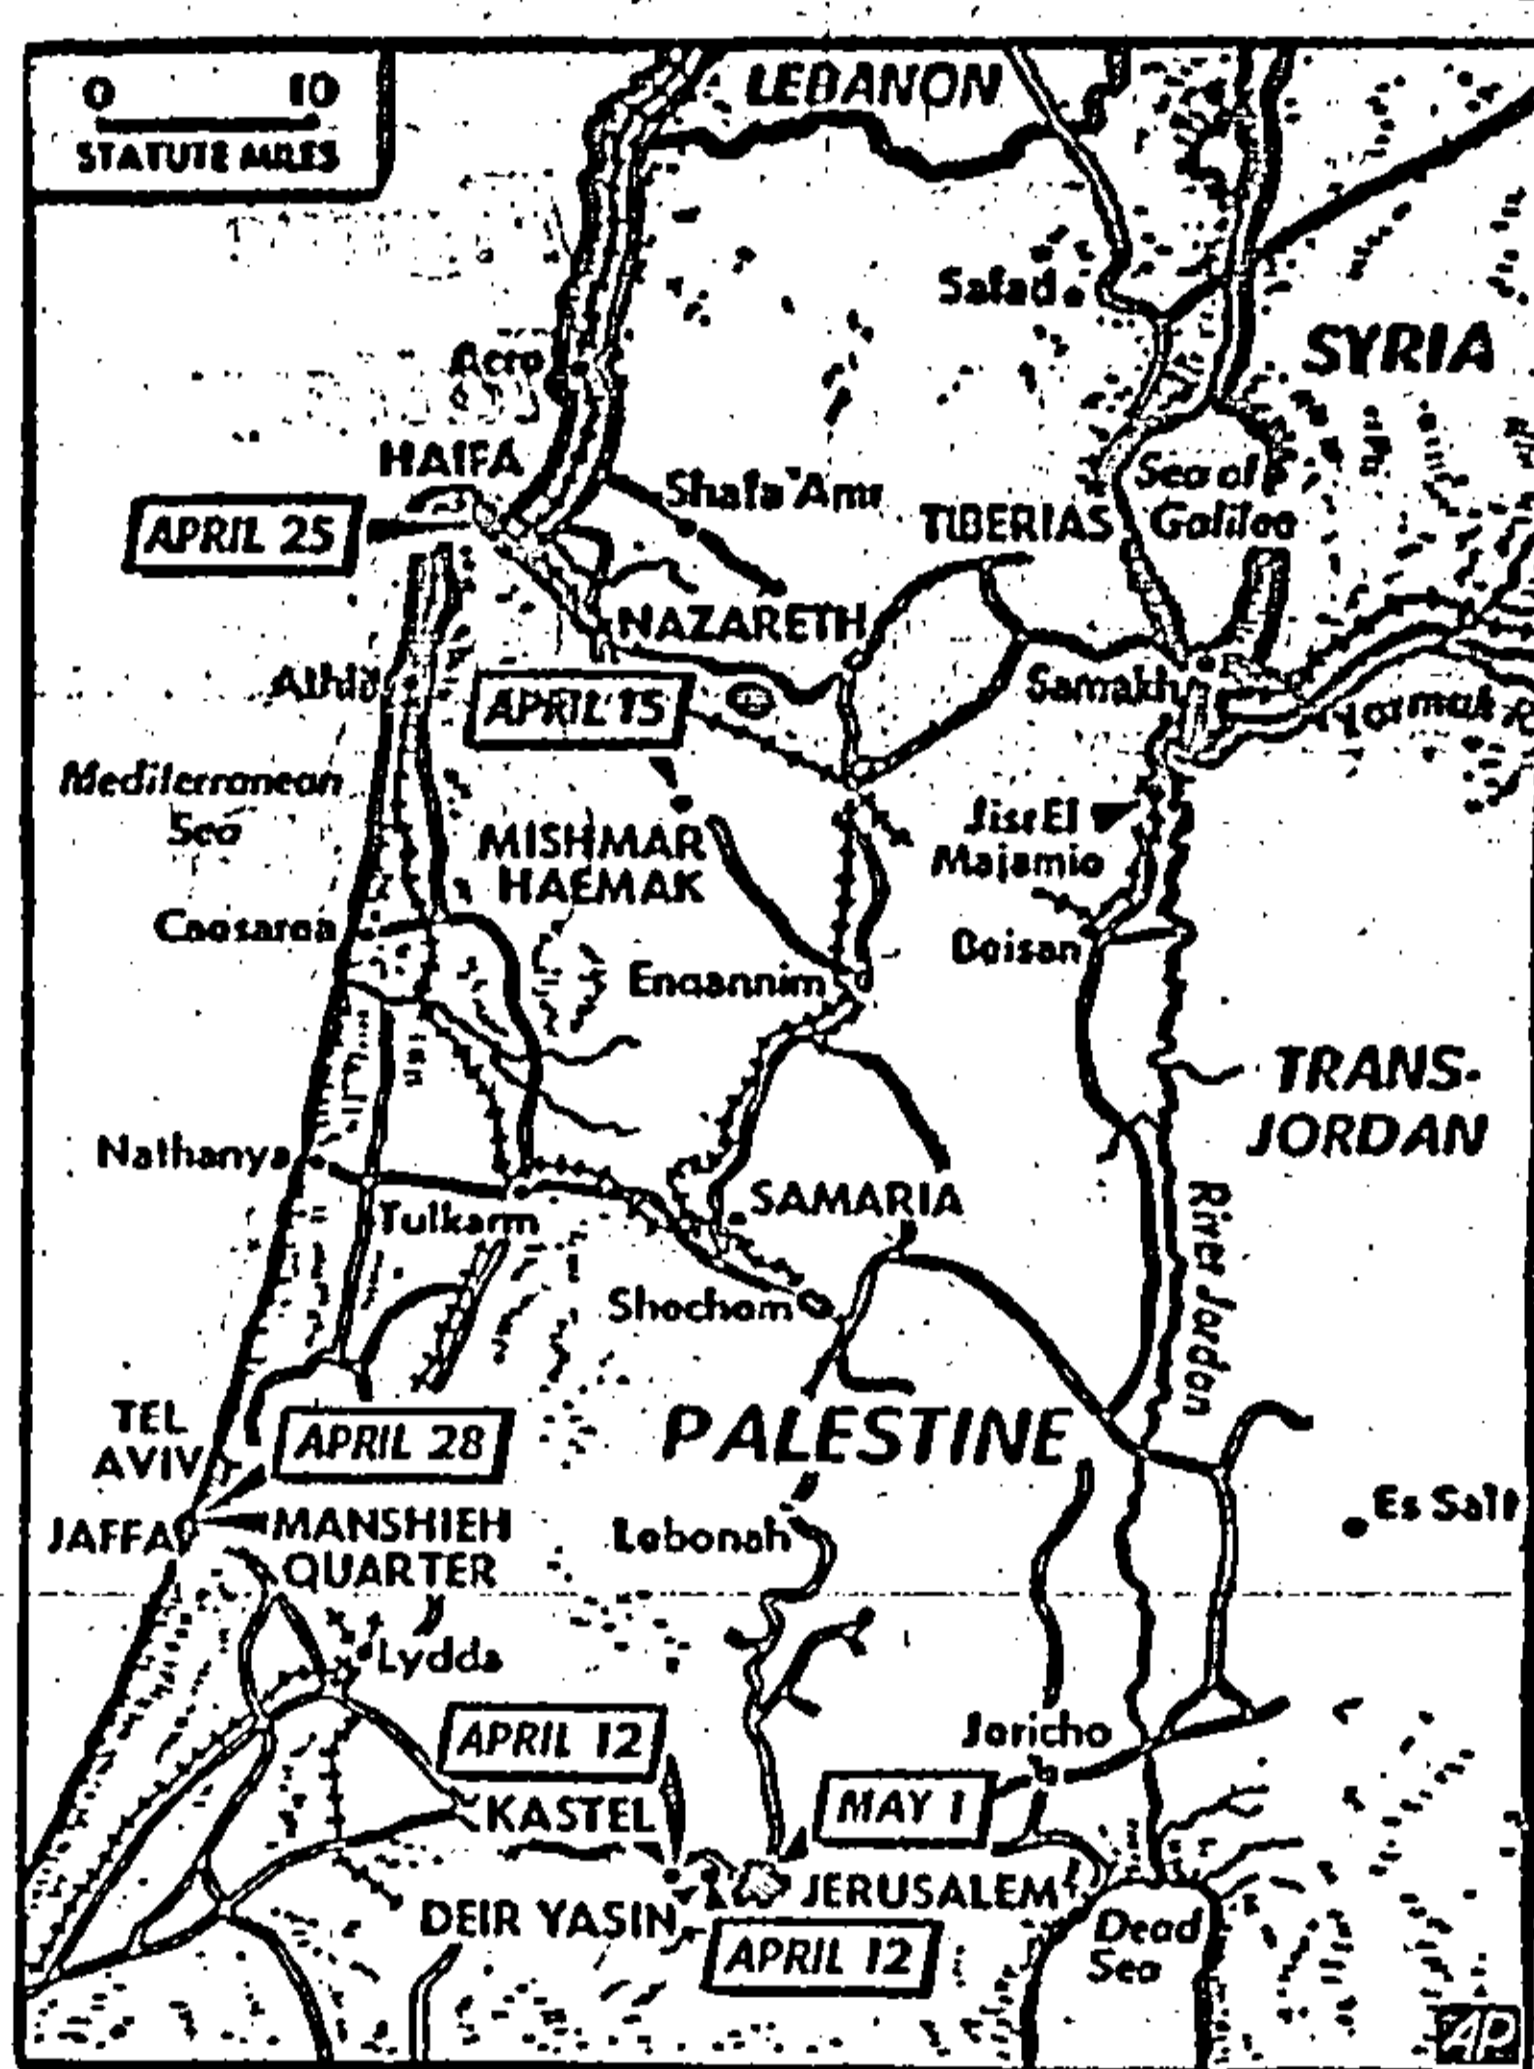 0 10
STATUTE MILES
LEBANON
Safad
SYRIA
Acre
HAIFA
Shafa 'Amr
Sea of
Galilee
TIBERIAS
APRIL 25
NAZARETH
Athlit
APRIL 15
Samakh
Yarmuk R
Mediterranean
Sea
MISHMAR
HAEMAK
Jisr El
Majamie
Caesarea
Engannim
Beisan
TRANS-
JORDAN
Nathanya
Tulkarm
SAMARIA
River Jordan
Shechem
TEL
AVIV
APRIL 28
PALESTINE
JAFFA
MANSHIEH
QUARTER
Lebonah
Es Salt
Lydda
APRIL 12
Jericho
KASTEL
MAY 1
DEIR YASIN
JERUSALEM
APRIL 12
Dead
Sea
AP